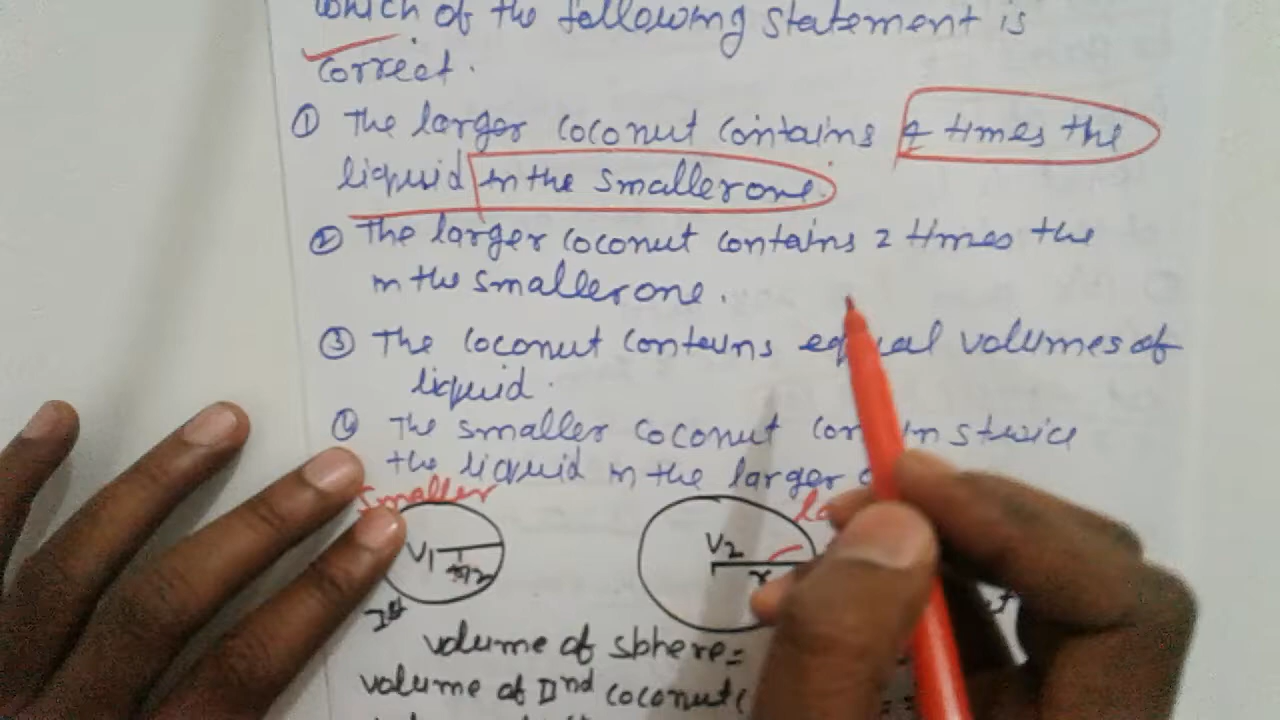 which of the following statement is
correct.
① The larger coconut contains 4 times the
liquid in the smaller one.
② The larger coconut contains 2 times the
in the smaller one.
③ The coconut contains equal volumes of
liquid.
④ The smaller coconut twice
the liquid in the larger
smaller
V1
V2
r
Ist
volume of sphere=
volume of IInd coconut(